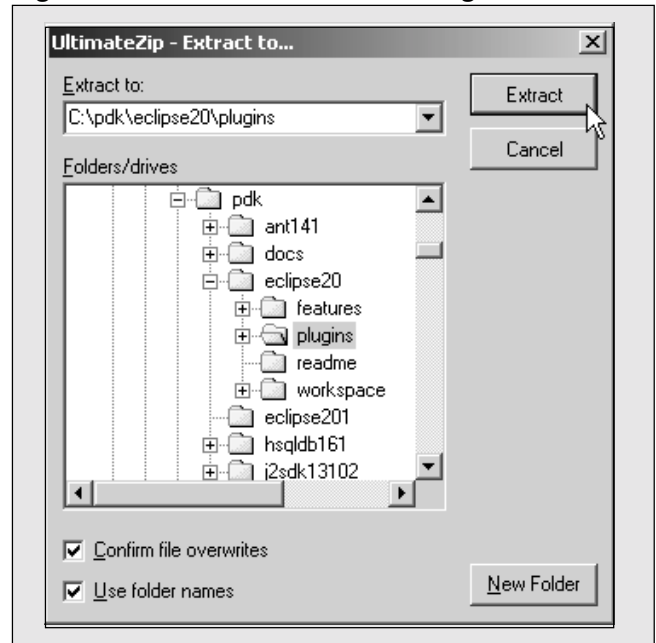 UltimateZip - Extract to...
Extract to:
C:\pdk\eclipse20\plugins
Extract
Cancel
Folders/drives
pdk
ant141
docs
eclipse20
features
plugins
readme
workspace
eclipse201
hsqldb161
j2sdk13102
Confirm file overwrites
Use folder names
New Folder